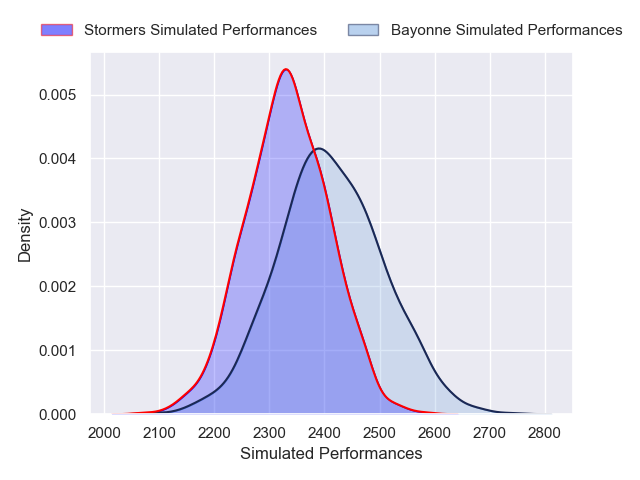 Stormers Simulated Performances Bayonne Simulated Performances
0.005
0.004
0.003
0.002
0.001
0.000
Density
2000 2100 2200 2300 2400 2500 2600 2700 2800
Simulated Performances